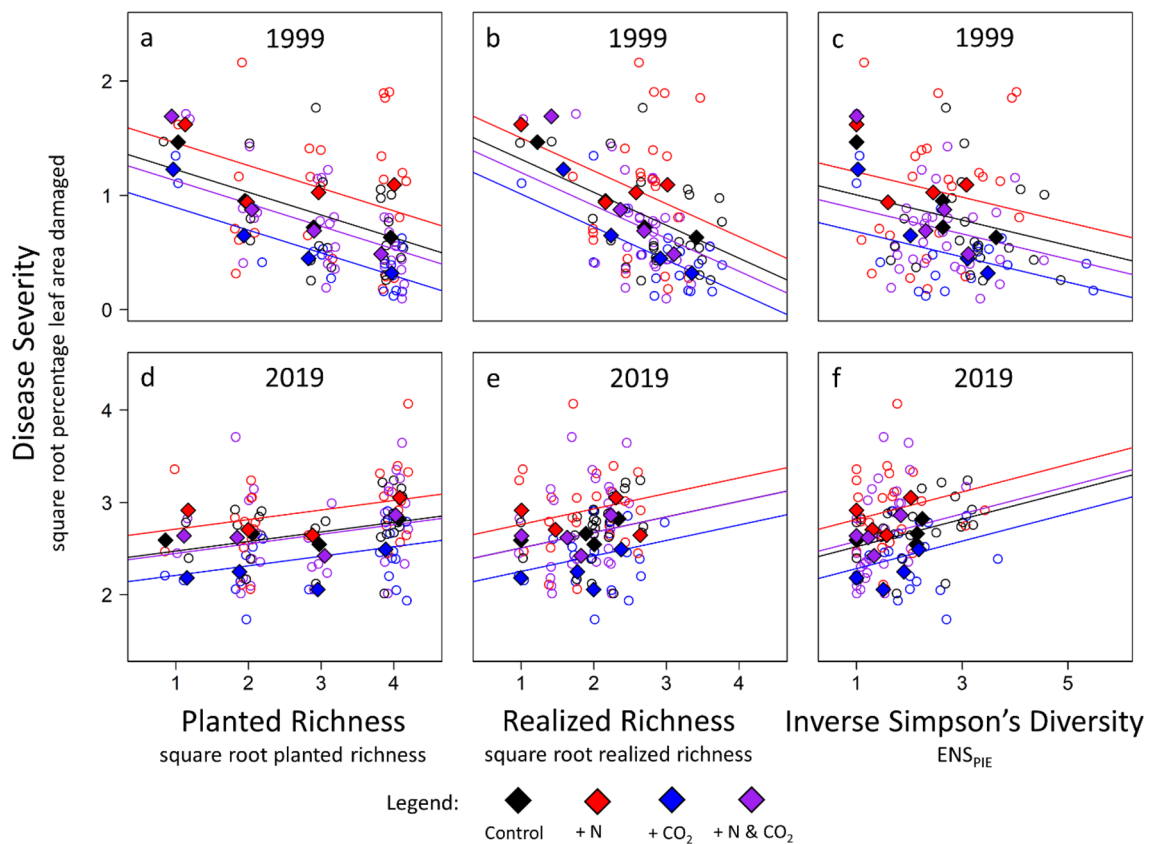 a 1999
b 1999
c 1999
2
1
0
Disease Severity
square root percentage leaf area damaged
d 2019
e 2019
f 2019
4
3
2
1 2 3 4
1 2 3 4
1 3 5
Planted Richness
square root planted richness
Realized Richness
square root realized richness
Inverse Simpson's Diversity
ENS_PIE
Legend:
Control
+ N
+ CO₂
+ N & CO₂